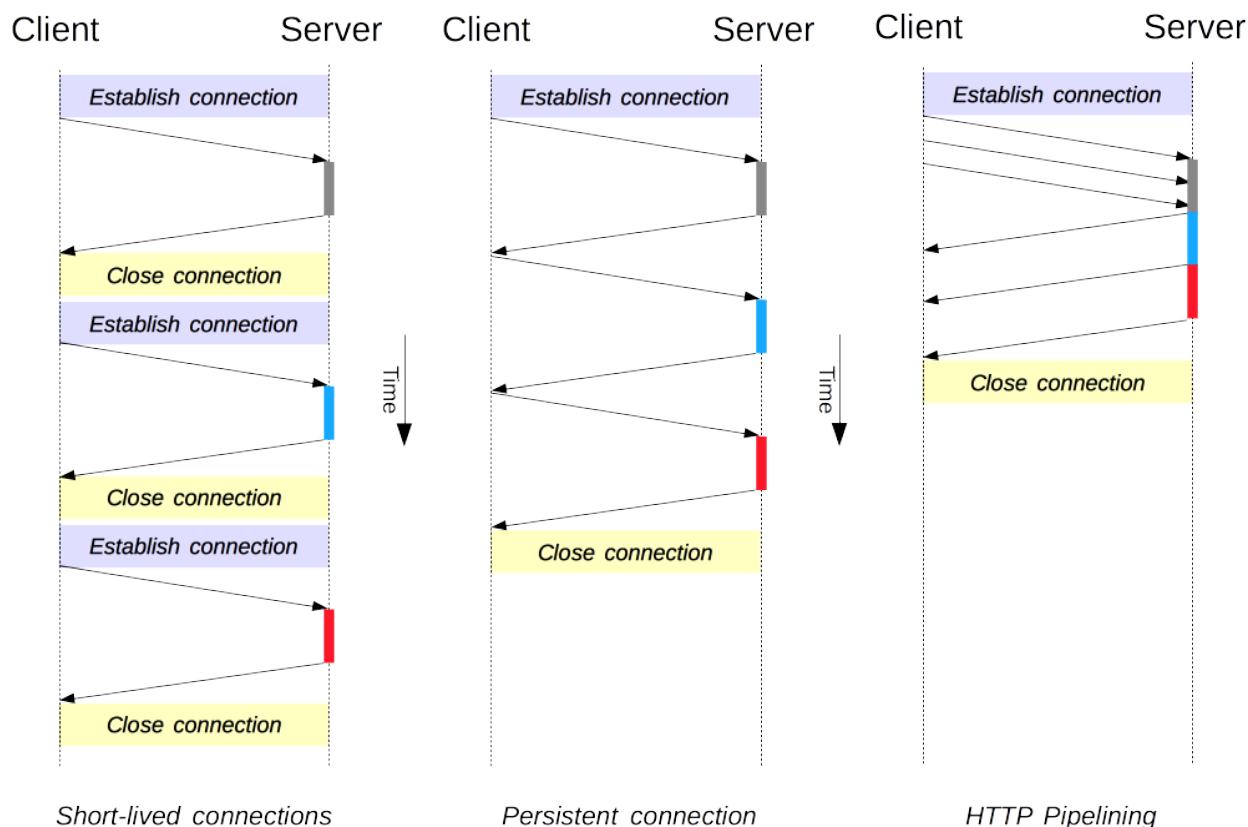 Client
Server
Establish connection
Close connection
Establish connection
Close connection
Establish connection
Close connection
Short-lived connections
Time
Client
Server
Establish connection
Close connection
Persistent connection
Time
Client
Server
Establish connection
Close connection
HTTP Pipelining